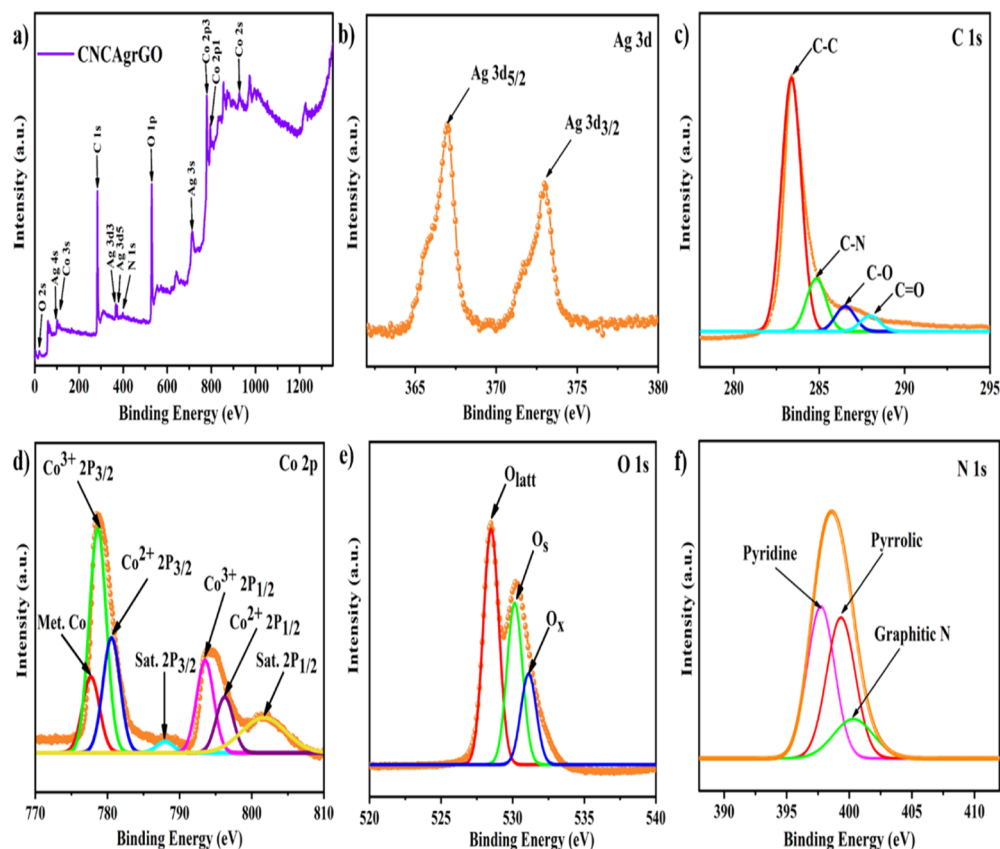 a)
CNCAgrGO
O 2s
Ag 4s
Co 3s
C 1s
Ag 3d3
Ag 3d5
N 1s
O 1p
Ag 3s
Co 2p3
Co 2p1
Co 2s
Intensity (a.u.)
0 200 400 600 800 1000 1200
Binding Energy (eV)
b)
Ag 3d
Ag 3d5/2
Ag 3d3/2
Intensity (a.u.)
365 370 375 380
Binding Energy (eV)
c)
C 1s
C-C
C-N
C-O
C=O
Intensity (a.u.)
280 285 290 295
Binding Energy (eV)
d)
Co 2p
Co3+ 2P3/2
Co2+ 2P3/2
Met. Co
Sat. 2P3/2
Co3+ 2P1/2
Co2+ 2P1/2
Sat. 2P1/2
Intensity (a.u.)
770 780 790 800 810
Binding Energy (eV)
e)
O 1s
Olatt
Os
Ox
Intensity (a.u.)
520 525 530 535 540
Binding Energy (eV)
f)
N 1s
Pyridine
Pyrrolic
Graphitic N
Intensity (a.u.)
390 395 400 405 410
Binding Energy (eV)